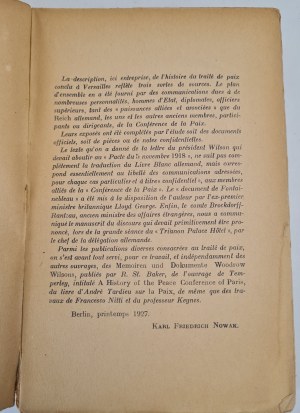 La description, ici entreprise, de l'histoire du traité de paix
conclu à Versailles reflète trois sortes de sources. Le plan
d'ensemble en a été fourni par des communications dues à de
nombreuses personnalités, hommes d'Etat, diplomates, officiers
supérieurs, tant des « puissances alliées et associées » que du
Reich allemand, les uns et les autres anciens membres, partici-
pants ou dirigeants, de la Conférence de la Paix.
Leurs exposés ont été complétés par l'étude soit des documents
officiels, soit de pièces ou de notes confidentielles.
Le texte qu'on a donné de la lettre du président Wilson qui
devait aboutir au « Pacte du 5 novembre 1918 », ne suit pas com-
plètement la traduction du Livre Blanc allemand, mais corres-
pond essentiellement au libellé des communications adressées,
pour chaque cas particulier et à titres confidentiels, aux membres
alliés de la « Conférence de la Paix ». Le « document de Fontai-
nebleau » a été mis à la disposition de l'auteur par l'ex-premier
ministre britannique Lloyd George. Enfin, le comte Brockdorff-
Rantzau, ancien ministre des affaires étrangères, nous a commu-
niqué le manuscrit du discours qui devait primitivement être pro-
noncé, lors de la grande séance du « Trianon Palace Hôtel », par
le chef de la délégation allemande.
Parmi les publications diverses consacrées au traité de paix,
on s'est avant tout servi, pour ce travail, et indépendamment des
autres ouvrages, des Memoiren und Dokumente Woodrow
Wilsons, publiés par R. St. Baker, de l'ouvrage de Tem-
perley, intitulé A History of the Peace Conference of Paris,
du livre d'André Tardieu sur la Paix, de même que des tra-
vaux de Francesco Nitti et du professeur Keynes.
Berlin, printemps 1927.
Karl Friedrich Nowak.